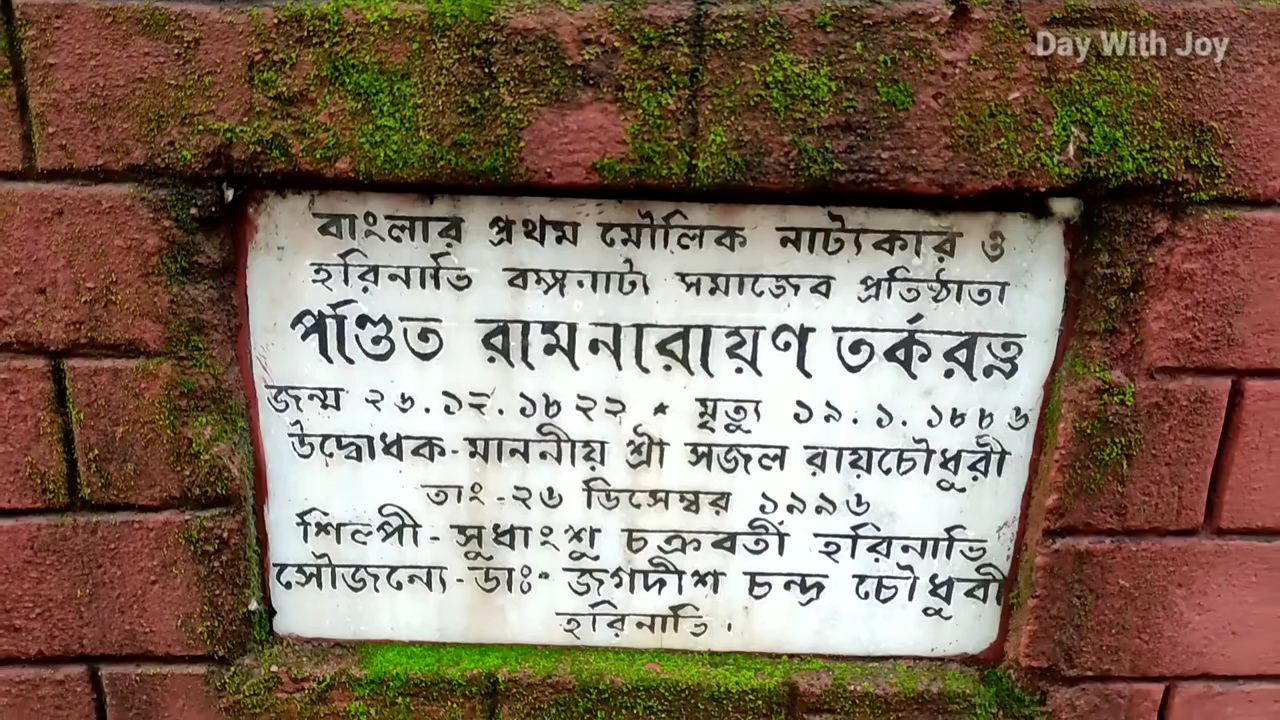 Day With Joy
বাংলার প্রথম মৌলিক নাট্যকার ও
হরিনাভি বঙ্গনাট্য সমাজের প্রতিষ্ঠাতা
পণ্ডিত রামনারায়ণ তর্করত্ন
জন্ম ২৬.১২.১৮২২ * মৃত্যু ১৯.১.১৮৮৬
উদ্বোধক-মাননীয় শ্রী সজল রায়চৌধুরী
তাং-২৬ ডিসেম্বর ১৯৯৬
শিল্পী-সুধাংশু চক্রবর্তী হরিনাভি
সৌজন্যে-ডাঃ-জগদীশ চন্দ্র চৌধুরী
হরিনাভি.